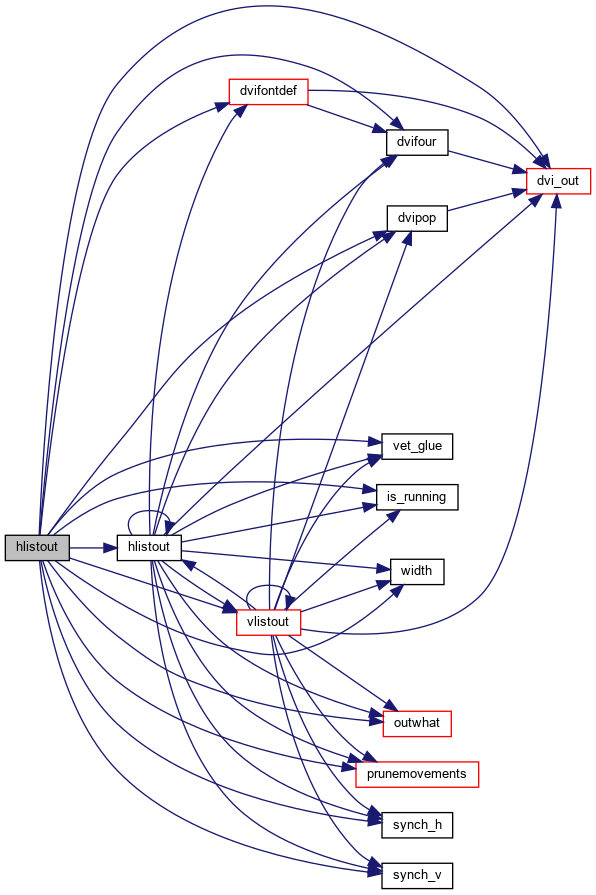 dvifontdef
dvifour
dvi_out
dvipop
vet_glue
is_running
hlistout
hlistout
width
vlistout
outwhat
prunemovements
synch_h
synch_v